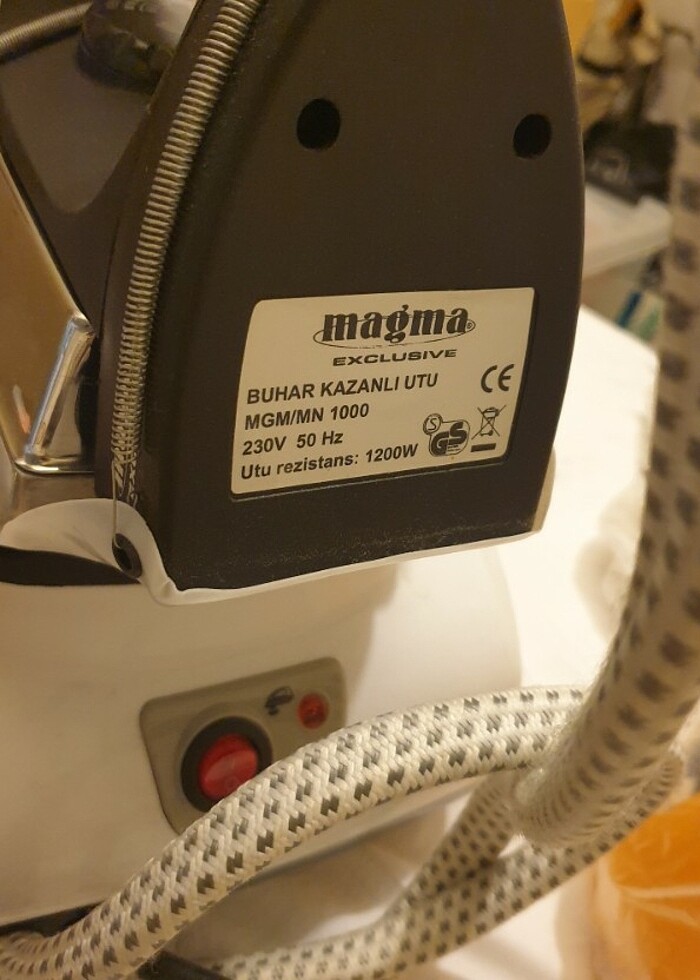 magma
EXCLUSIVE
BUHAR KAZANLI UTU
MGM/MN 1000
230V 50 Hz
Utu rezistans: 1200W
CE
S
GS